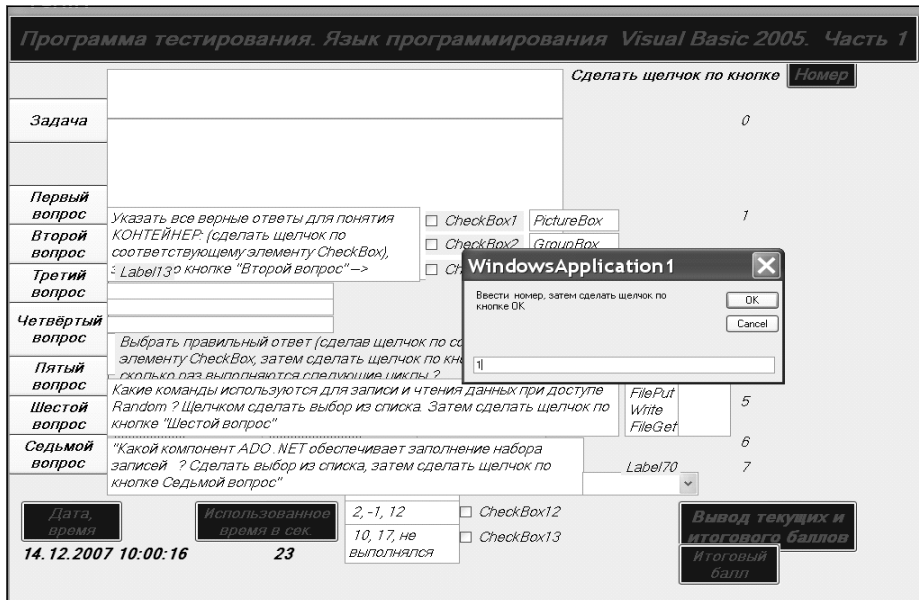 Программа тестирования. Язык программирования Visual Basic 2005. Часть 1
Сделать щелчок по кнопке
Номер
Задача
0
Первый
вопрос
1
Указать все верные ответы для понятия
КОНТЕЙНЕР: (сделать щелчок по
соответствующему элементу CheckBox),
о кнопке "Второй вопрос"-->
Label13
CheckBox1
PictureBox
CheckBox2
GroupBox
Второй
вопрос
Третий
вопрос
WindowsApplication1
Ввести номер, затем сделать щелчок по
кнопке OK
OK
Cancel
1
Четвёртый
вопрос
Выбрать правильный ответ (сделав щелчок по
элементу CheckBox, затем сделать щелчок по
сколько раз выполняются следующие циклы ?
Пятый
вопрос
Какие команды используются для записи и чтения данных при доступе
Random ? Щелчком сделать выбор из списка. Затем сделать щелчок по
кнопке "Шестой вопрос"
FilePut
Write
FileGet
5
Шестой
вопрос
6
Седьмой
вопрос
"Какой компонент ADO .NET обеспечивает заполнение набора
записей ? Сделать выбор из списка, затем сделать щелчок по
кнопке Седьмой вопрос"
Label70
7
Дата,
время
Использованное
время в сек.
2, -1, 12
CheckBox12
10, 17, не
выполнялся
CheckBox13
Вывод текущих и
итогового баллов
14.12.2007 10:00:16
23
Итоговый
балл